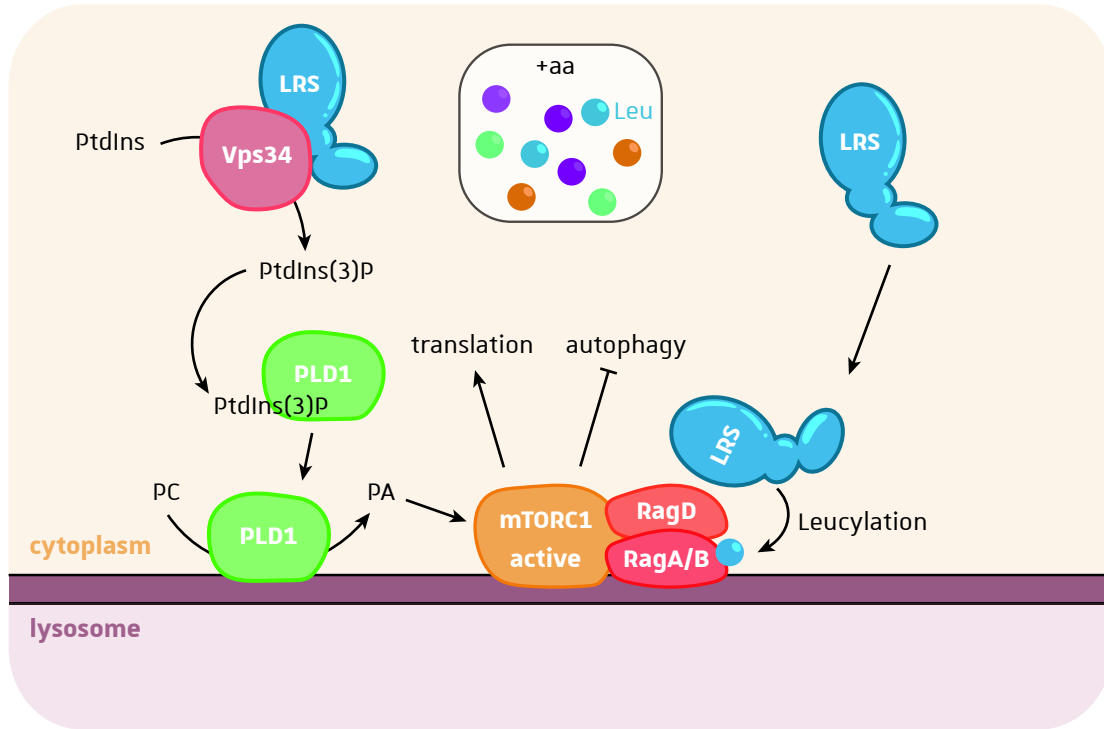 LRS
+aa
Leu
PtdIns
Vps34
LRS
PtdIns(3)P
translation
autophagy
PLD1
PtdIns(3)P
LRS
PC
PA
PLD1
mTORC1
active
RagD
RagA/B
Leucylation
cytoplasm
lysosome